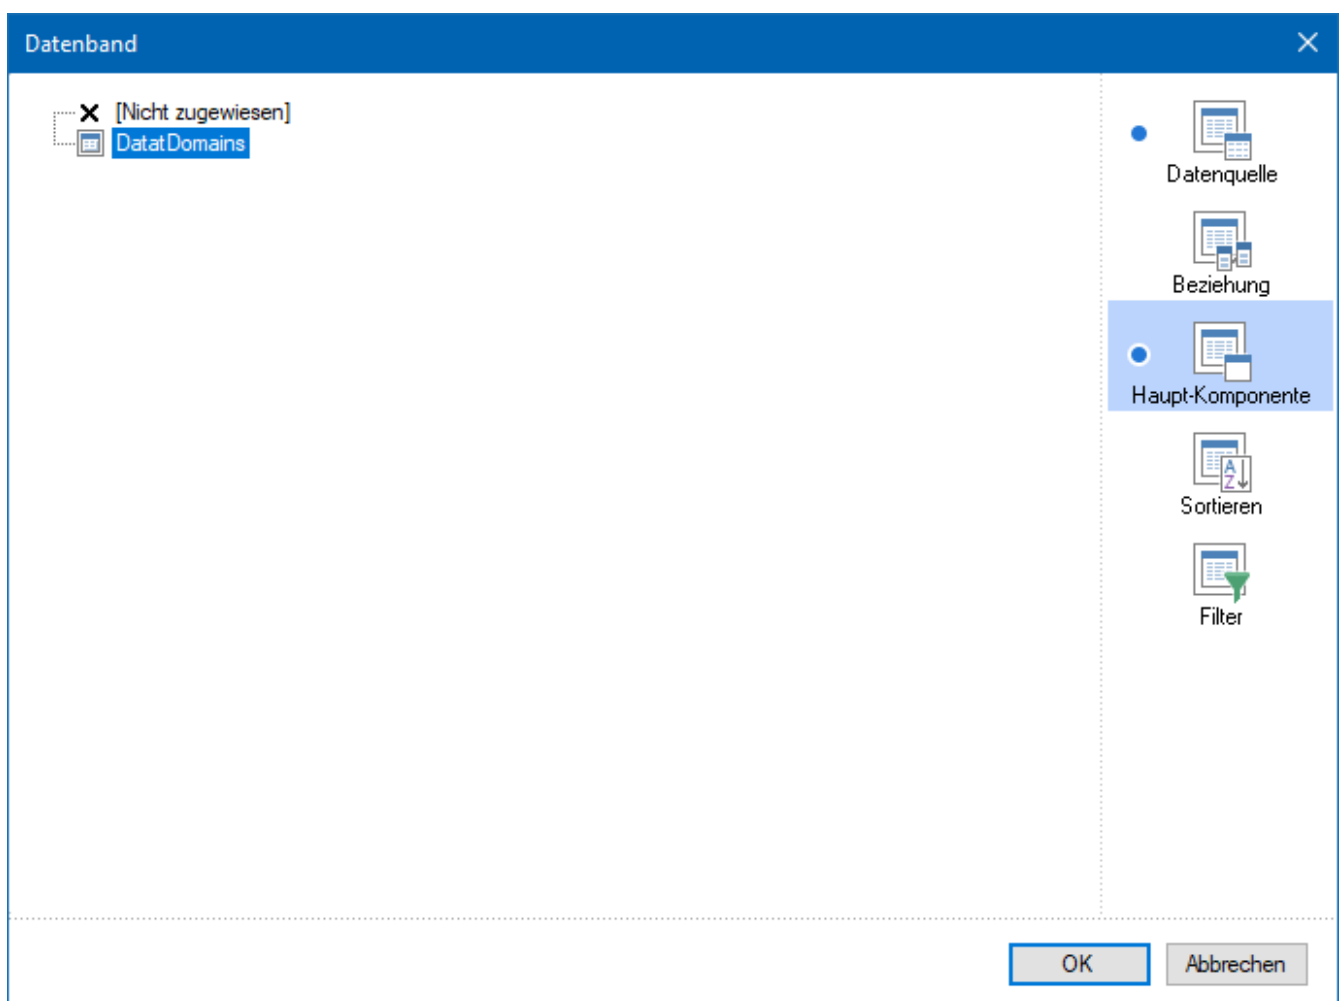 Datenband
[Nicht zugewiesen]
DatatDomains
Datenquelle
Beziehung
Haupt-Komponente
Sortieren
Filter
OK
Abbrechen